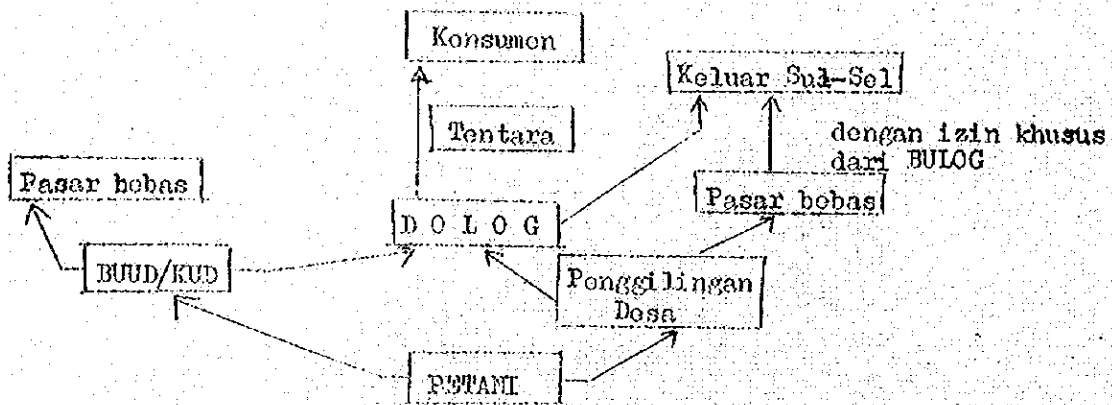 Konsumen
Keluar Sul-Sel
Tentara
dengan izin khusus
dari BULOG
Pasar bebas
Pasar bebas
D O L O G
BUUD/KUD
Penggilingan
Desa
PETANI